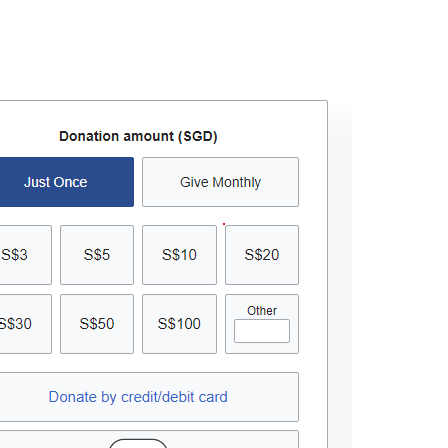 Donation amount (SGD)
Just Once Give Monthly
S$3 S$5 S$10 S$20
S$30 S$50 S$100 Other
Donate by credit/debit card